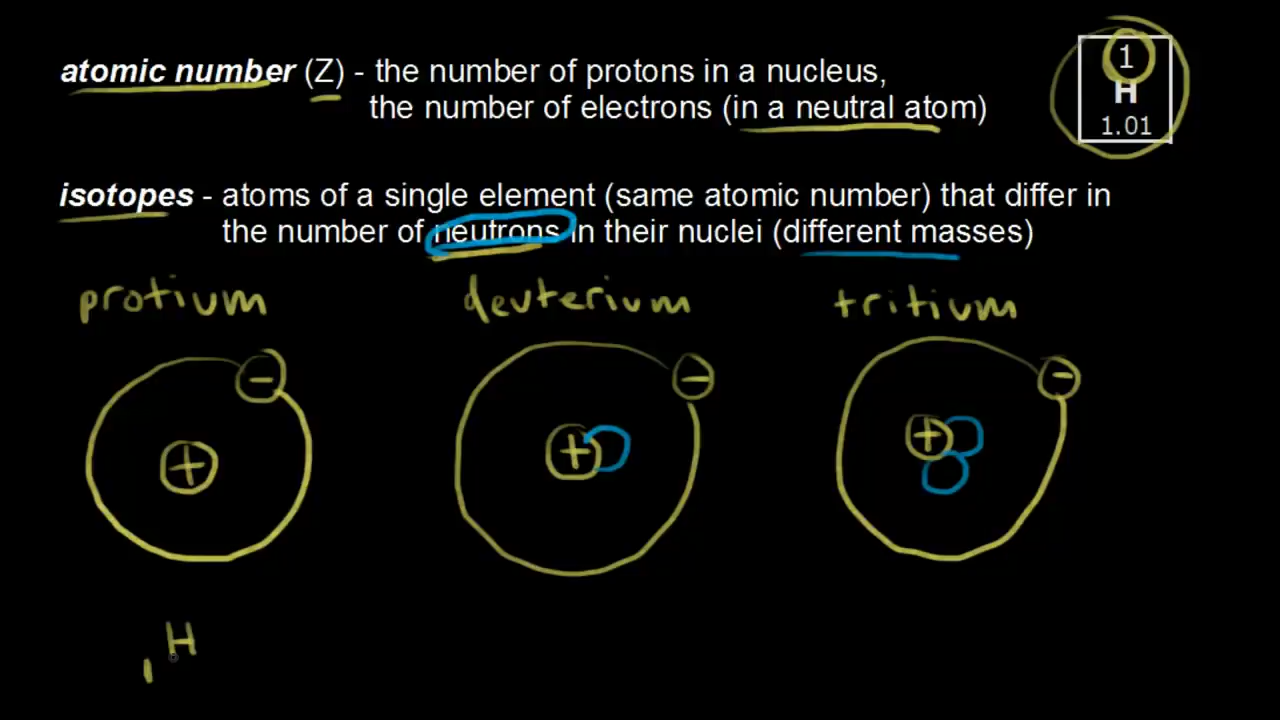 atomic number (Z) - the number of protons in a nucleus,
the number of electrons (in a neutral atom)
1
H
1.01
isotopes - atoms of a single element (same atomic number) that differ in
the number of neutrons in their nuclei (different masses)
protium deuterium tritium
- - -
+ + +
1H